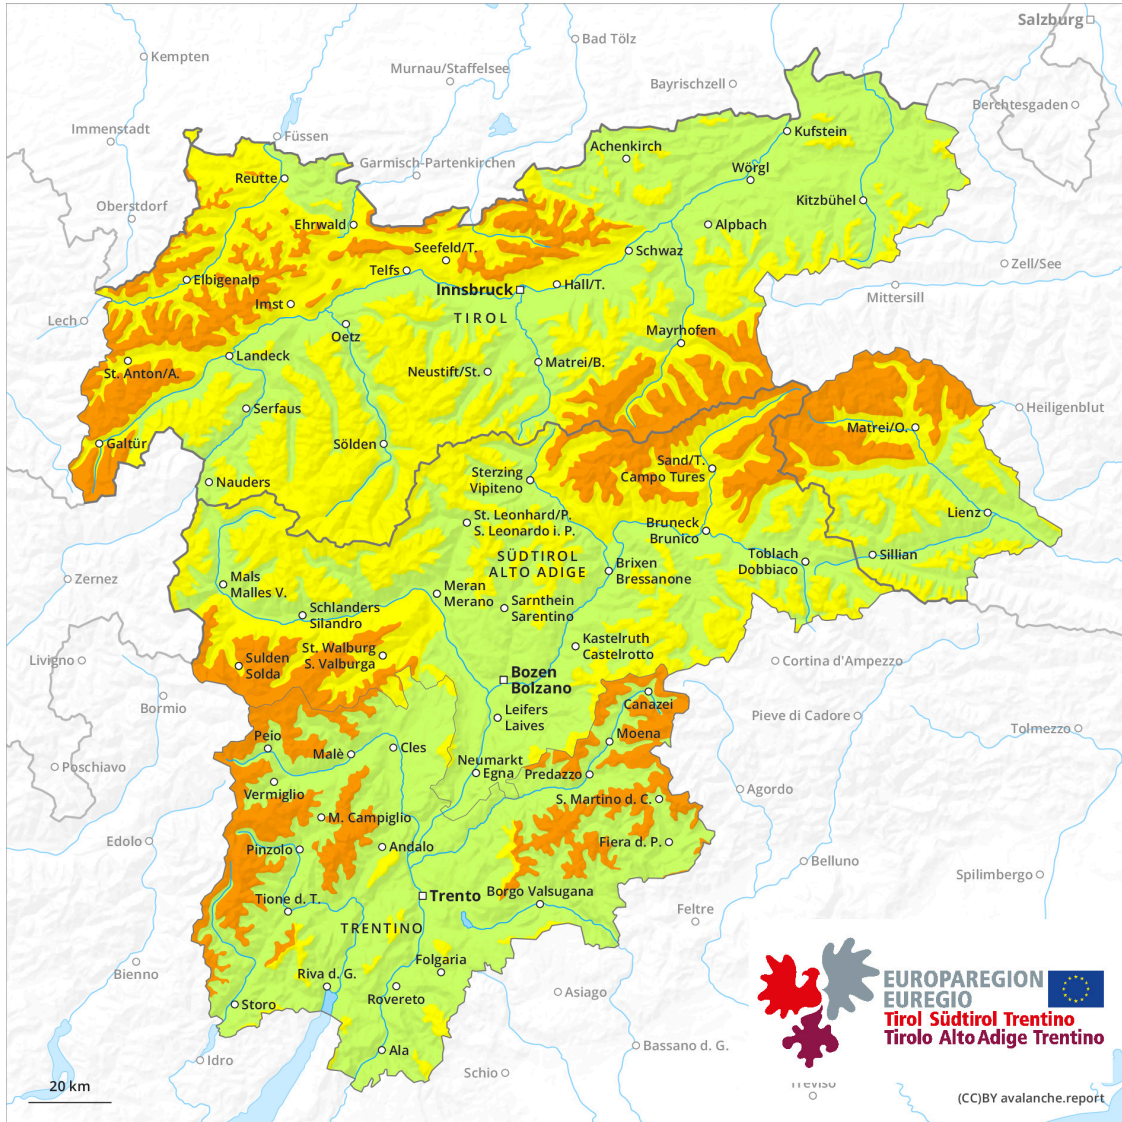 Salzburg
Bad Tölz
Kempten
Murnau/Staffelsee
Bayrischzell
Berchtesgaden
Immenstadt
Füssen
Kufstein
Achenkirch
Garmisch-Partenkirchen
Wörgl
Reutte
Kitzbühel
Oberstdorf
Ehrwald
Alpbach
Seefeld/T.
Schwaz
Zell/See
Telfs
Elbigenalp
Innsbruck
Hall/T.
Mittersill
Imst
TIROL
Lech
Oetz
Mayrhofen
Landeck
Matrei/B.
St. Anton/A.
Neustift/St.
Serfaus
Heiligenblut
Matrei/O.
Galtür
Sölden
Sand/T.
Campo Tures
Sterzing
Vipiteno
Nauders
Lienz
St. Leonhard/P.
S. Leonardo i. P.
Bruneck
Brunico
SÜDTIROL
ALTO ADIGE
Toblach
Dobbiaco
Sillian
Brixen
Bressanone
Zernez
Mals
Malles V.
Meran
Merano
Sarnthein
Sarentino
Schlanders
Silandro
Kastelruth
Castelrotto
St. Walburg
S. Valburga
Livigno
Sulden
Solda
Cortina d'Ampezzo
Bozen
Bolzano
Bormio
Canazei
Leifers
Laives
Pieve di Cadore
Tolmezzo
Peio
Moena
Malè
Cles
Neumarkt
Egna
Predazzo
Poschiavo
Vermiglio
Agordo
S. Martino d. C.
M. Campiglio
Edolo
Pinzolo
Andalo
Fiera d. P.
Belluno
Spilimbergo
Trento
Borgo Valsugana
Tione d. T.
Feltre
TRENTINO
Folgaria
Bienno
Riva d. G.
Rovereto
Asiago
Storo
EUROPAREGION
EUREGIO
Tirol Südtirol Trentino
Tirolo Alto Adige Trentino
Ala
Bassano d. G.
Idro
Schio
Treviso
20 km
(CC)BY avalanche.report